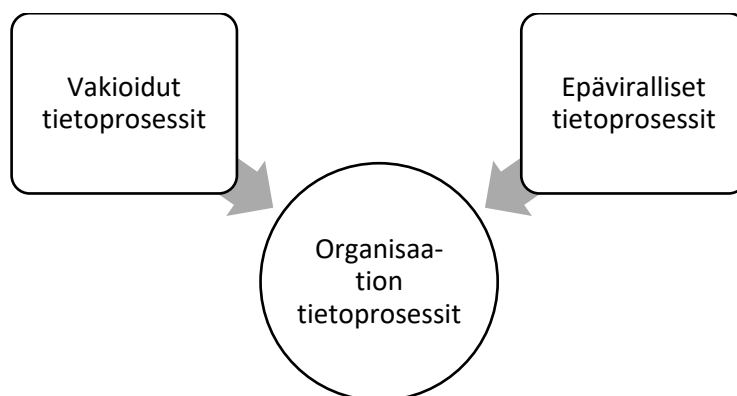 Vakioidut
tietoprosessit
Epäviralliset
tietoprosessit
Organisaa-
tion
tietoprosessit